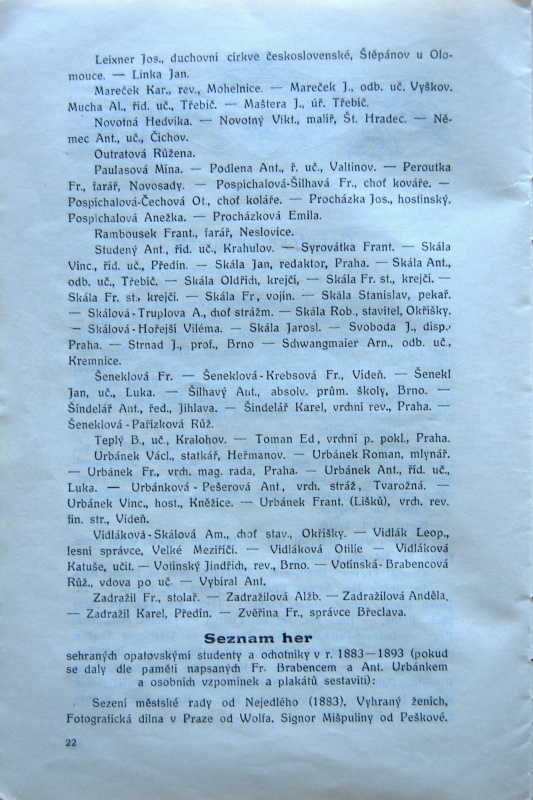 Leixner Jos., duchovní církve československé, Štěpánov u Olo-
mouce. — Linka Jan.
Mareček Kar., rev., Mohelnice. — Mareček J., odb. uč. Vyškov.
Mucha Al., říd. uč., Třebíč. — Maštera J., úř. Třebíč.
Novotná Hedvika. — Novotný Vikt., malíř, Št. Hradec. — Ně-
mec Ant., uč., Čichov.
Outratová Růžena.
Paulasová Mina. — Podlena Ant., ř. uč., Valtinov. — Peroutka
Fr., farář, Novosady. — Pospíchalová-Šilhavá Fr., choť kováře. —
Pospíchalová-Čechová Ot., choť koláře. — Procházka Jos., hostinský.
Pospíchalová Anežka. — Procházková Emila.
Rambousek Frant., farář, Neslovice.
Studený Ant., říd. uč., Krahulov. — Syrovátka Frant. — Skála
Vinc., říd. uč., Předín. — Skála Jan, redaktor, Praha. — Skála Ant.,
odb. uč., Třebíč. — Skála Oldřich, krejčí, — Skála Fr. st., krejčí. —
Skála Fr. st., krejčí. — Skála Fr, vojín. — Skála Stanislav, pekař.
— Skálová-Truplova A., choť strážm. — Skála Rob., stavitel, Okříšky.
— Skálová-Hořejší Viléma. — Skála Jarosl. — Svoboda J., disp.,
Praha. — Strnad J., prof., Brno — Schwangmaier Arn., odb. uč.,
Kremnice.
Šeneklová Fr. — Šeneklová-Krebsová Fr., Vídeň. — Šenekl
Jan, uč., Luka. — Šilhavý Ant., absolv. prům. školy, Brno. —
Šindelář Ant., řed., Jihlava. — Šindelář Karel, vrchní rev., Praha. —
Šeneklová-Pařízková Růž.
Teplý B., uč., Kralohov. — Toman Ed, vrchní p. pokl., Praha.
Urbánek Václ., statkář, Heřmanov. — Urbánek Roman, mlynář.
— Urbánek Fr., vrch. mag. rada, Praha. — Urbánek Ant., říd. uč.,
Luka. — Urbánková-Pešerová Ant., vrch. stráž, Tvarožná. —
Urbánek Vinc., host., Kněžice. — Urbánek Frant. (Lišků), vrch. rev.
fin. str., Vídeň.
Vidláková-Skálová Am., choť stav., Okříšky. — Vidlák Leop.,
lesní správce, Velké Meziříčí. — Vidláková Otilie — Vidláková
Katuše, učit. — Votínský Jindřich, rev., Brno. — Votínská-Brabencová
Růž., vdova po uč. — Vybíral Ant.
Zadražil Fr., stolař. — Zadražilová Alžb. — Zadražilová Anděla,
— Zadražil Karel, Předín. — Zvěřina Fr., správce Břeclava.
Seznam her
sehraných opatovskými studenty a ochotníky v r. 1883—1893 (pokud
se daly dle pamětí napsaných Fr. Brabencem a Ant. Urbánkem
a osobních vzpomínek a plakátů sestaviti):
Sezení městské rady od Nejedlého (1883). Vyhraný ženich,
Fotografická dílna v Praze od Wolfa. Signor Mišpuliny od Peškové.
22